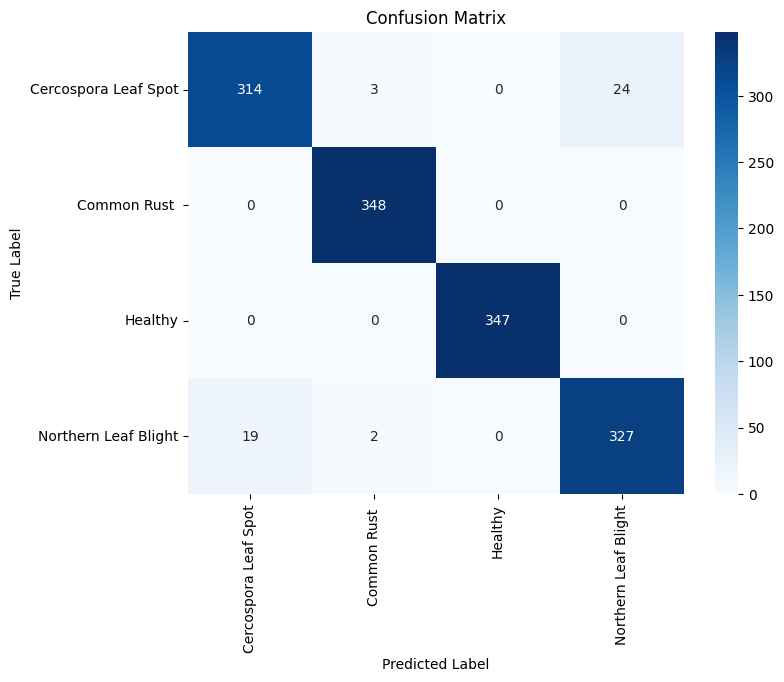 Confusion Matrix
True Label
Cercospora Leaf Spot 314 3 0 24
Common Rust 0 348 0 0
Healthy 0 0 347 0
Northern Leaf Blight 19 2 0 327
Cercospora Leaf Spot
Common Rust
Healthy
Northern Leaf Blight
Predicted Label
300
250
200
150
100
50
0